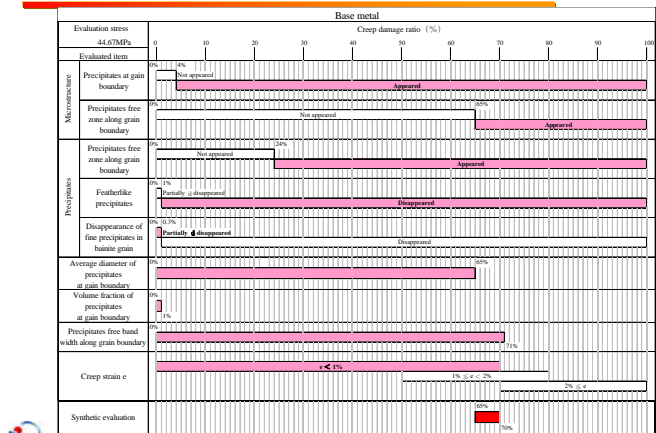 Base metal
Evaluation stress
44.67MPa
Creep damage ratio (%)
0 10 20 30 40 50 60 70 80 90 100
Evaluated item
Microstructure
Precipitates at gain
boundary
0% 4%
Not appeared
Appeared
Precipitates free
zone along grain
boundary
0% 65%
Not appeared
Appeared
Precipitates
Precipitates free
zone along grain
boundary
0% 24%
Not appeared
Appeared
Featherlike
precipitates
0% 1%
Partially d disappeared
Disappeared
Disappearance of
fine precipitates in
bainite grain
0% 0.3%
Partially d disappeared
Disappeared
Average diameter of
precipitates
at gain boundary
0% 65%
Volume fraction of
precipitates
at gain boundary
0%
1%
Precipitates free band
width along grain boundary
0%
71%
Creep strain e
e < 1%
1% ≦ e < 2%
2% ≦ e
Synthetic evaluation
65%
70%